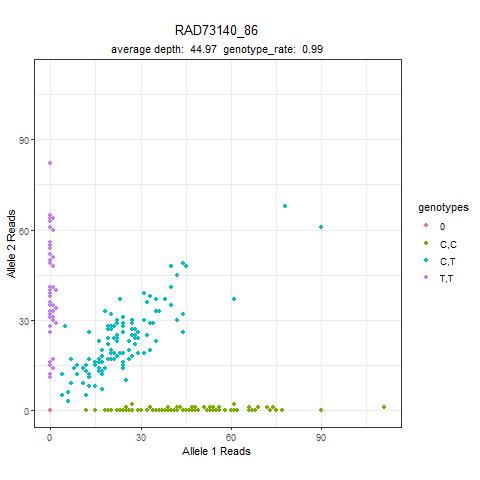 RAD73140_86
average depth: 44.97 genotype_rate: 0.99
Allele 2 Reads
90
60
30
0
0 30 60 90
Allele 1 Reads
genotypes
0
C,C
C,T
T,T